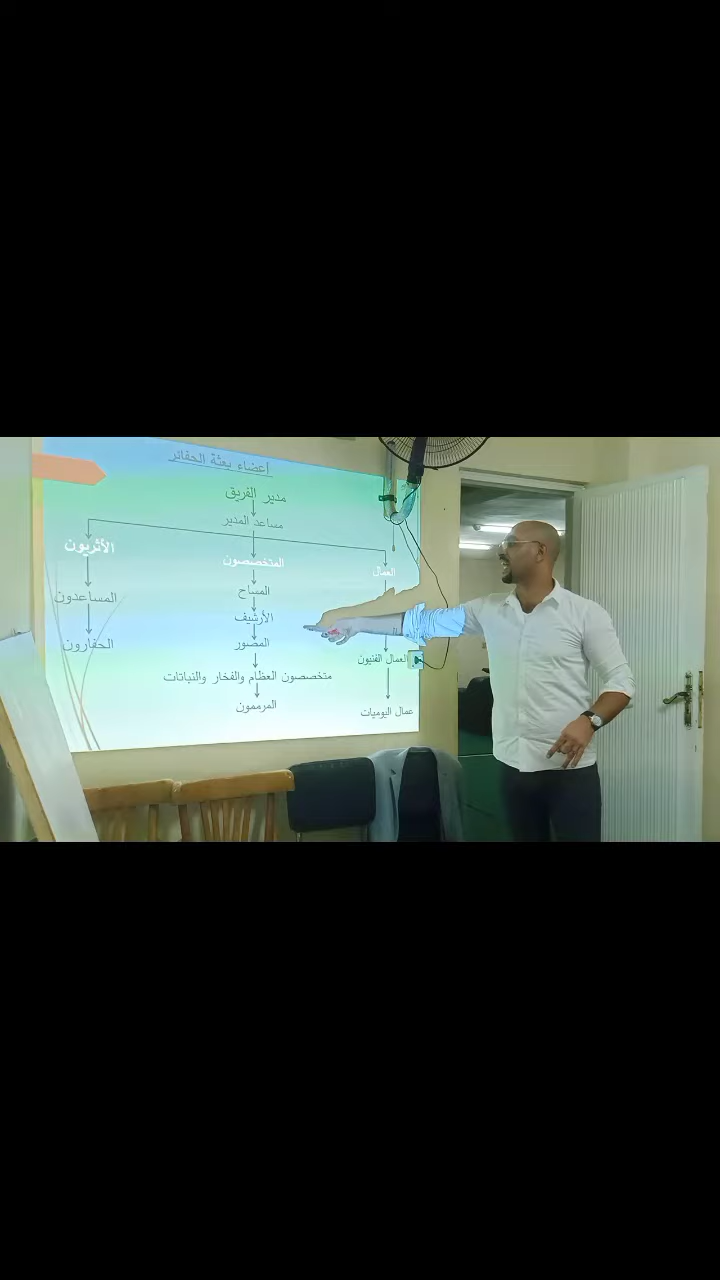 أعضاء بعثة الحفائر
مدير الفريق
مساعد المدير
العمال
المتخصصون
الأثريون
المساح
المساعدون
الأرشيف
المصور
الحفارون
العمال الفنيون
متخصصون العظام والفخار والنباتات
المرممون
عمال اليوميات